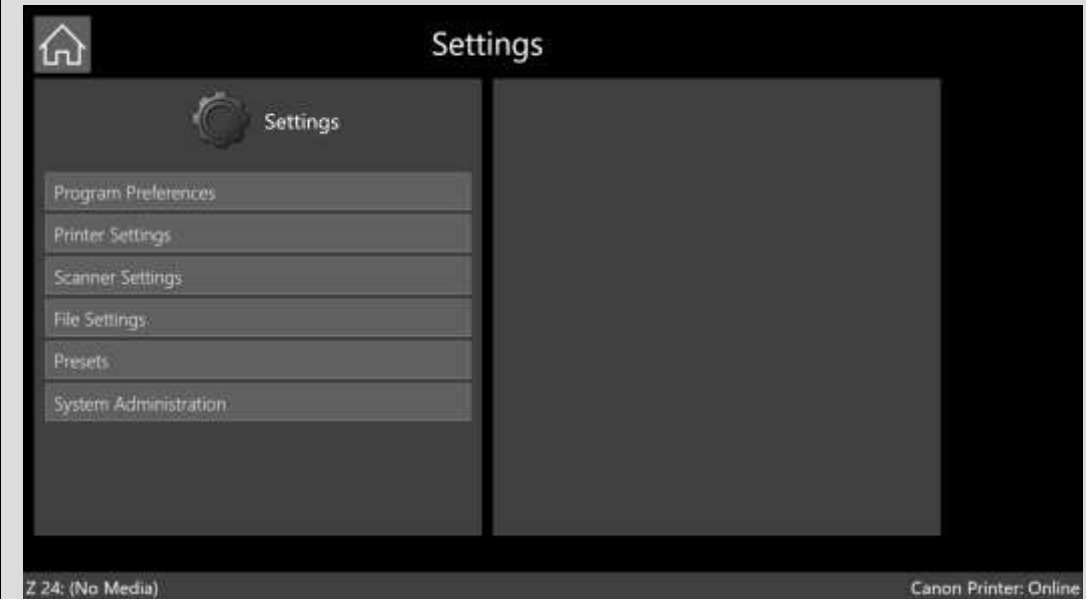 Settings
Settings
Program Preferences
Printer Settings
Scanner Settings
File Settings
Presets
System Administration
Z 24: (No Media)
Canon Printer: Online